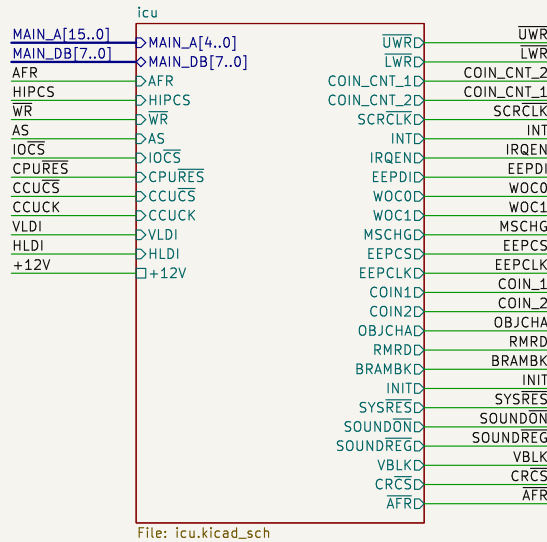 icu
MAIN_A[15..0]
MAIN_DB[7..0]
AFR
HIPCS
WR
AS
IOCS
CPURES
CCUCS
CCUCK
VLDI
HLDI
+12V
MAIN_A[4..0]
MAIN_DB[7..0]
AFR
HIPCS
WR
AS
IOCS
CPURES
CCUCS
CCUCK
VLDI
HLDI
+12V
UWR
LWR
COIN_CNT_1
COIN_CNT_2
SCRCLK
INT
IRQEN
EEPDI
WOC0
WOC1
MSCHG
EEPCS
EEPCLK
COIN1
COIN2
OBJCHA
RMRD
BRAMBK
INIT
SYSRES
SOUNDON
SOUNDREG
VBLK
CRCS
AFR
UWR
LWR
COIN_CNT_2
COIN_CNT_1
SCRCLK
INT
IRQEN
EEPDI
WOC0
WOC1
MSCHG
EEPCS
EEPCLK
COIN_1
COIN_2
OBJCHA
RMRD
BRAMBK
INIT
SYSRES
SOUNDON
SOUNDREG
VBLK
CRCS
AFR
File: icu.kicad_sch